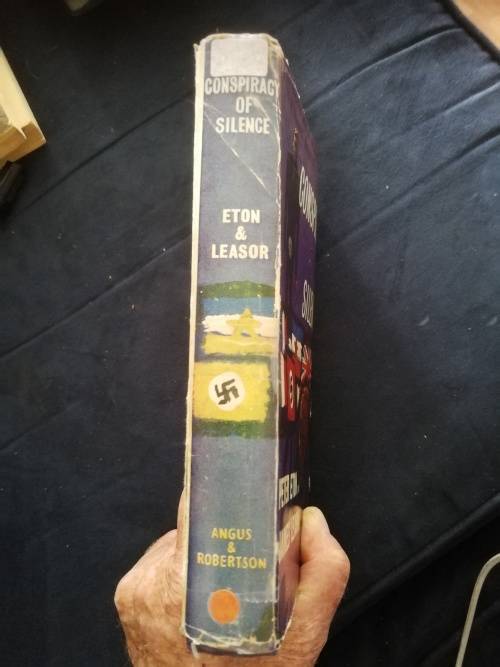 CONSPIRACY
OF
SILENCE
ETON
&
LEASOR
ANGUS
&
ROBERTSON